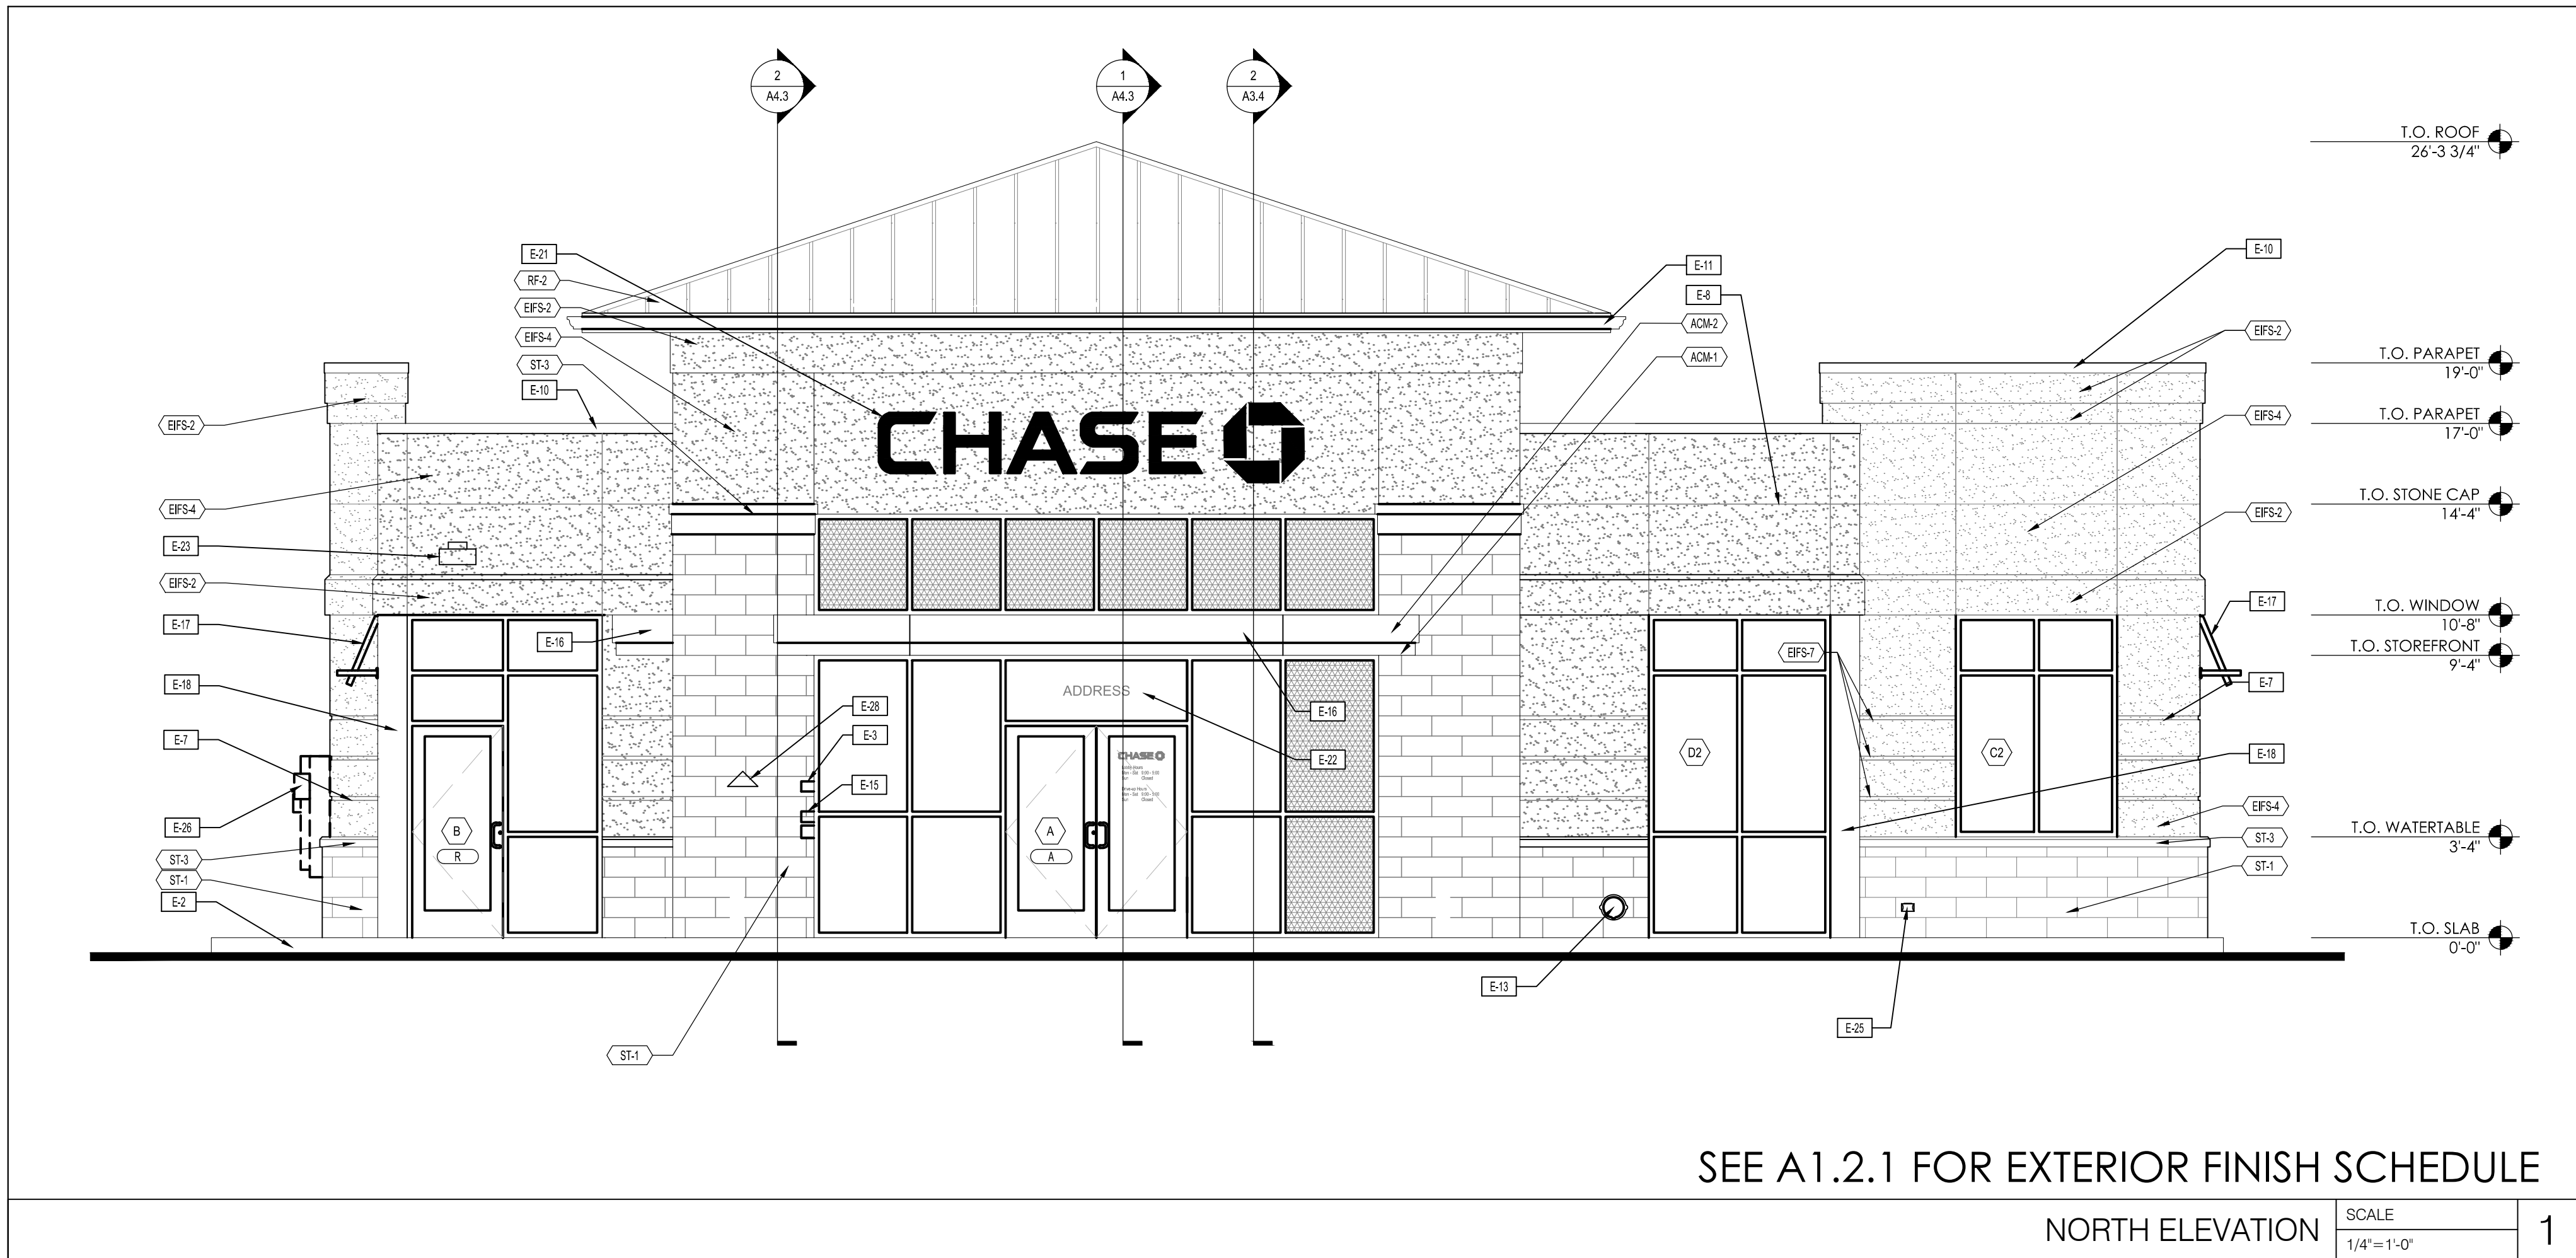 2
A4.3
1
A4.3
2
A3.4
T.O. ROOF
26'-3 3/4"
E-21
RF-2
EIFS-2
EIFS-4
ST-3
E-10
E-11
E-8
ACM-2
ACM-1
E-10
EIFS-2
T.O. PARAPET
19'-0"
EIFS-4
T.O. PARAPET
17'-0"
EIFS-2
CHASE
EIFS-4
T.O. STONE CAP
14'-4"
EIFS-2
E-23
EIFS-2
E-17
E-16
E-17
T.O. WINDOW
10'-8"
EIFS-7
T.O. STOREFRONT
9'-4"
E-18
ADDRESS
E-7
E-28
E-16
E-7
E-3
D2
C2
E-18
CHASE
E-22
E-15
E-26
B
R
A
A
EIFS-4
ST-3
T.O. WATERTABLE
3'-4"
ST-3
ST-1
ST-1
E-2
T.O. SLAB
0'-0"
E-13
E-25
ST-1
SEE A1.2.1 FOR EXTERIOR FINISH SCHEDULE
NORTH ELEVATION
SCALE
1/4"=1'-0"
1